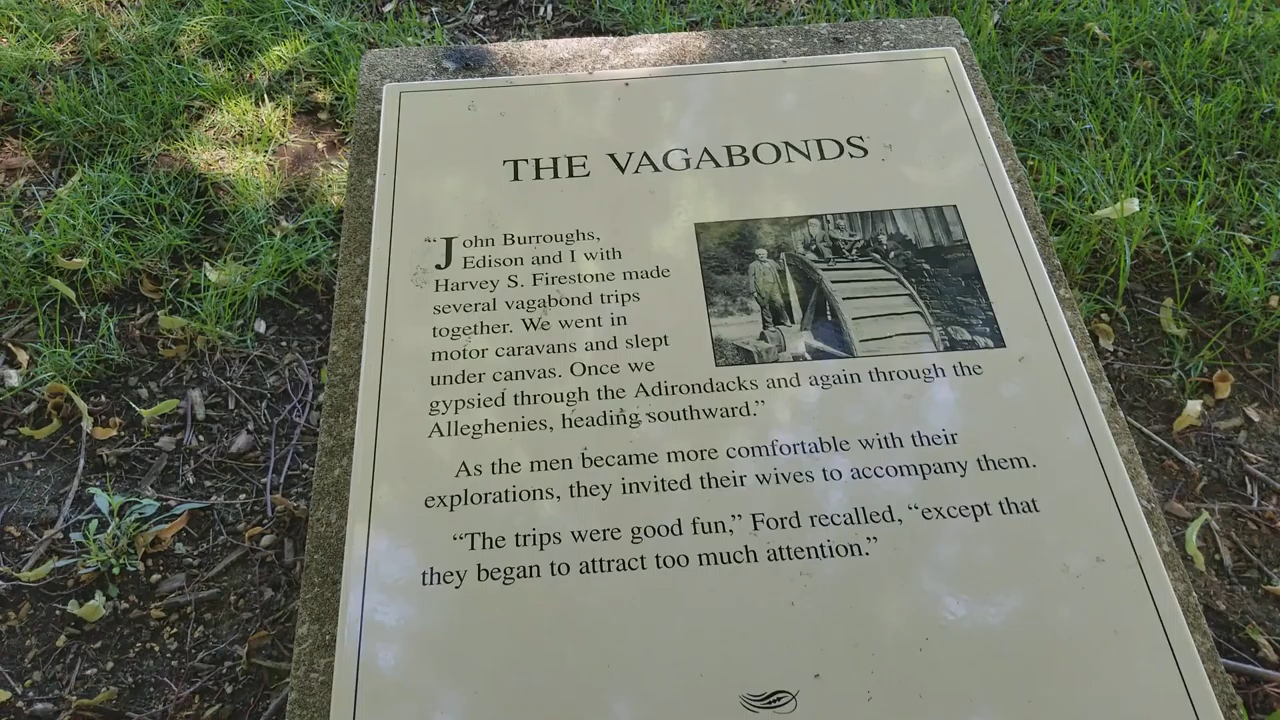 THE VAGABONDS
“John Burroughs,
Edison and I with
Harvey S. Firestone made
several vagabond trips
together. We went in
motor caravans and slept
under canvas. Once we
gypsied through the Adirondacks and again through the
Alleghenies, heading southward.”
As the men became more comfortable with their
explorations, they invited their wives to accompany them.
“The trips were good fun,” Ford recalled, “except that
they began to attract too much attention.”